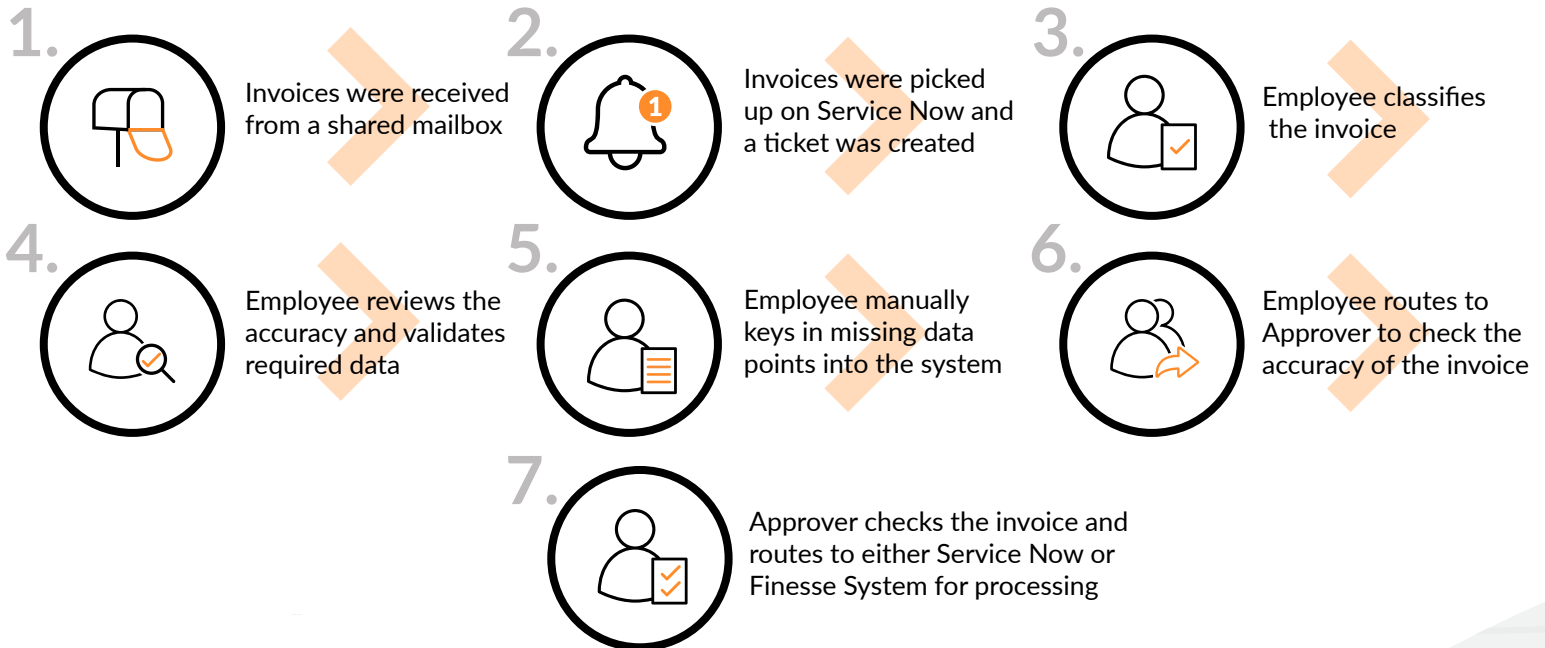 1.
Invoices were received
from a shared mailbox
2.
1
Invoices were picked
up on Service Now and
a ticket was created
3.
Employee classifies
the invoice
4.
Employee reviews the
accuracy and validates
required data
5.
Employee manually
keys in missing data
points into the system
6.
Employee routes to
Approver to check the
accuracy of the invoice
7.
Approver checks the invoice and
routes to either Service Now or
Finesse System for processing